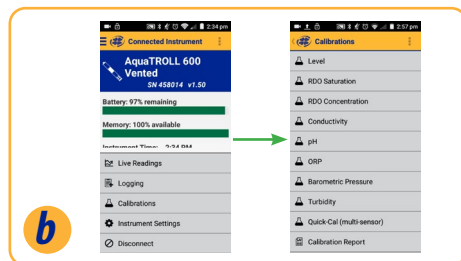 2:34 pm
Connected Instrument
AquaTROLL 600
Vented
SN 458014 v1.50
Battery: 97% remaining
Memory: 100% available
Instrument Time: 2:34 PM
Live Readings
Logging
Calibrations
Instrument Settings
Disconnect
2:57 pm
Calibrations
Level
RDO Saturation
RDO Concentration
Conductivity
pH
ORP
Barometric Pressure
Turbidity
Quick-Cal (multi-sensor)
Calibration Report
b